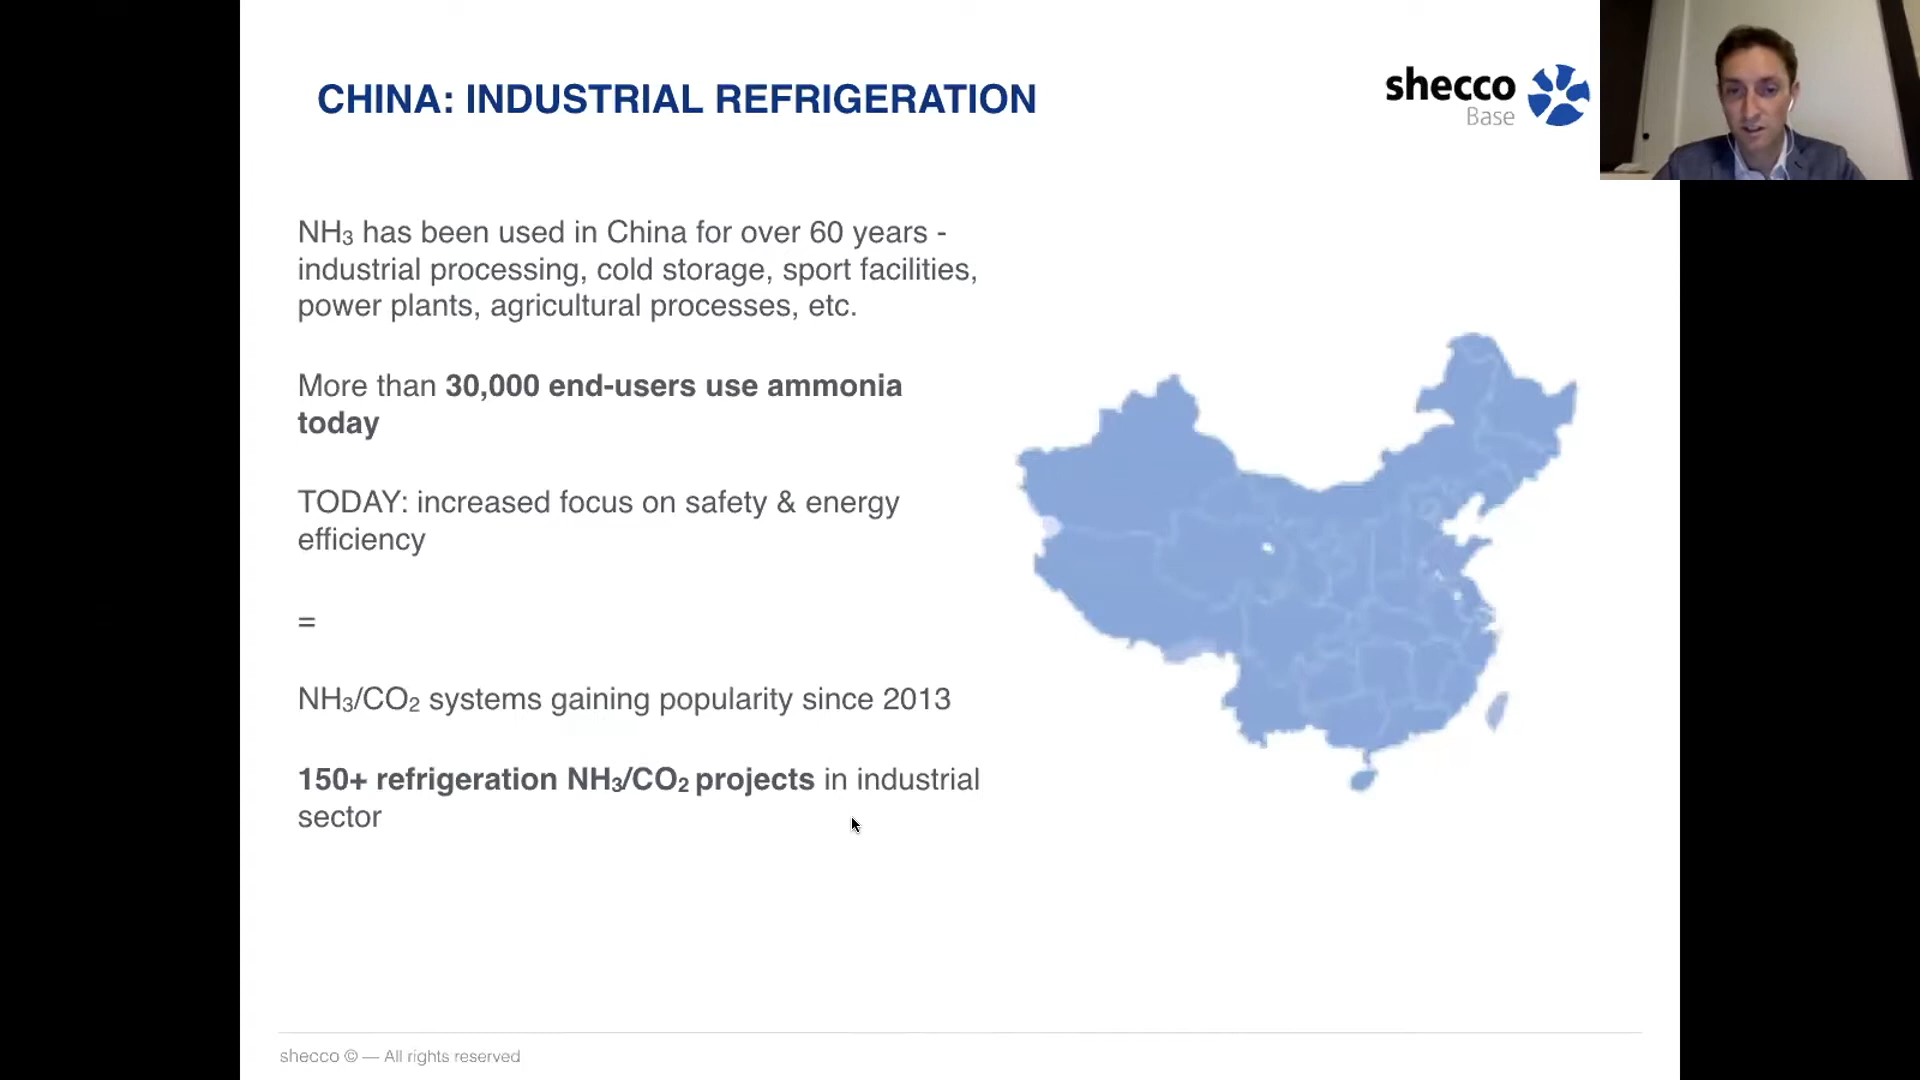 CHINA: INDUSTRIAL REFRIGERATION
shecco
Base
NH₃ has been used in China for over 60 years -
industrial processing, cold storage, sport facilities,
power plants, agricultural processes, etc.
More than 30,000 end-users use ammonia
today
TODAY: increased focus on safety & energy
efficiency
=
NH₃/CO₂ systems gaining popularity since 2013
150+ refrigeration NH₃/CO₂ projects in industrial
sector
shecco © — All rights reserved